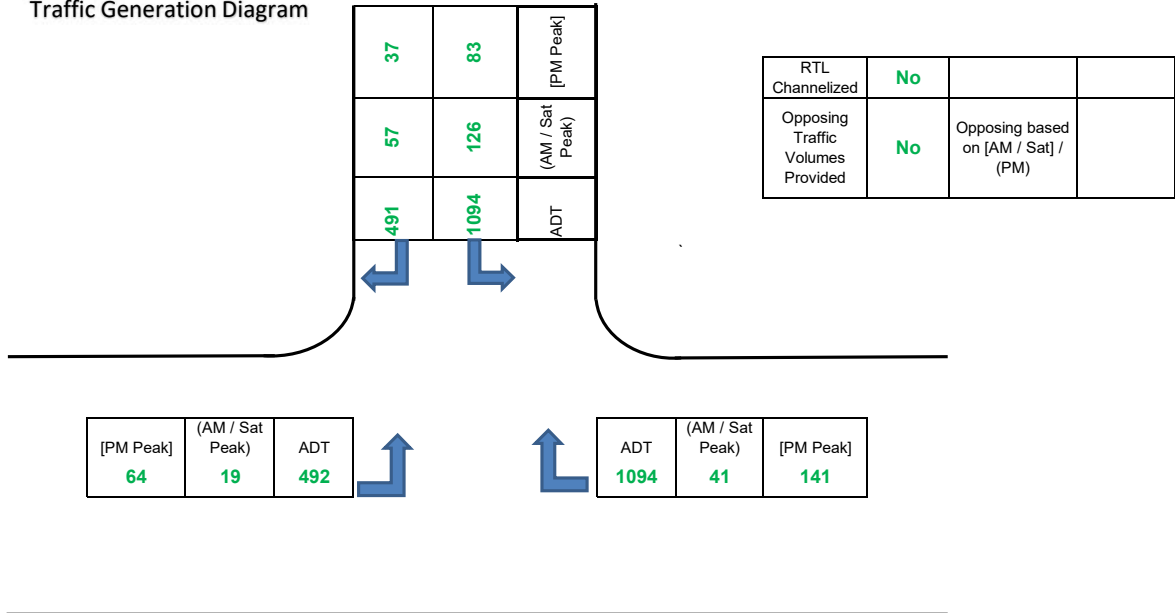 Traffic Generation Diagram
37
83
[PM Peak]
57
126
(AM / Sat
Peak)
491
1094
ADT
RTL
Channelized
No
Opposing
Traffic
Volumes
Provided
No
Opposing based
on [AM / Sat] /
(PM)
`
[PM Peak]
64
(AM / Sat
Peak)
19
ADT
492
ADT
1094
(AM / Sat
Peak)
41
[PM Peak]
141